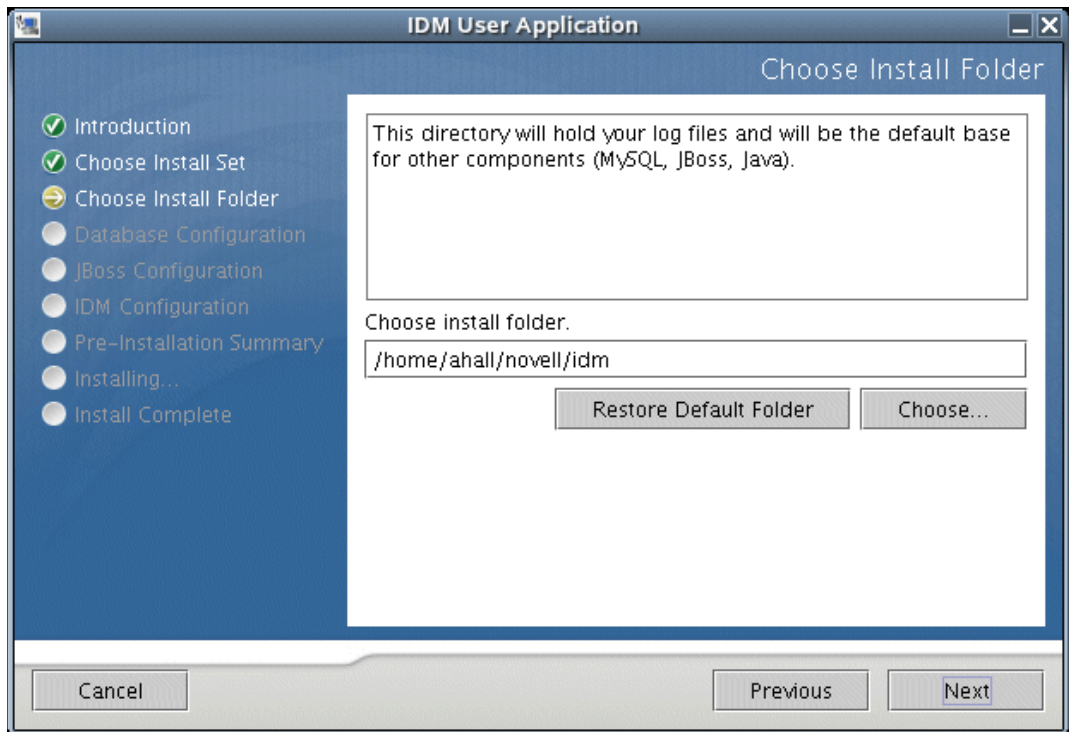 IDM User Application
Choose Install Folder
Introduction
Choose Install Set
Choose Install Folder
Database Configuration
JBoss Configuration
IDM Configuration
Pre-Installation Summary
Installing...
Install Complete
This directory will hold your log files and will be the default base
for other components (MySQL, JBoss, Java).
Choose install folder.
/home/ahall/novell/idm
Restore Default Folder
Choose...
Cancel
Previous
Next